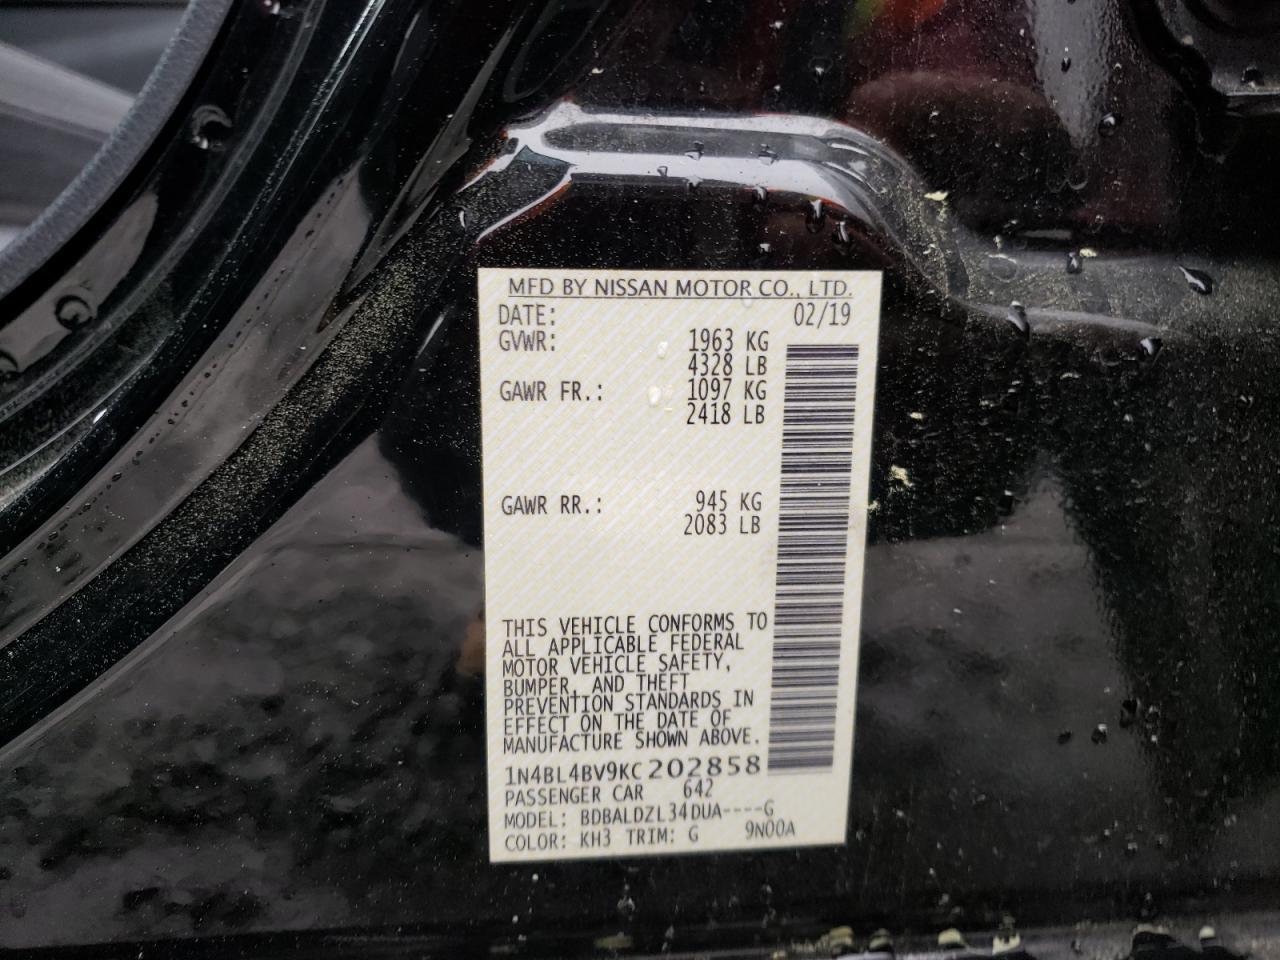 MFD BY NISSAN MOTOR CO., LTD.
DATE: 02/19
GVWR: 1963 KG
4328 LB
GAWR FR.: 1097 KG
2418 LB
GAWR RR.: 945 KG
2083 LB
THIS VEHICLE CONFORMS TO
ALL APPLICABLE FEDERAL
MOTOR VEHICLE SAFETY,
BUMPER, AND THEFT
PREVENTION STANDARDS IN
EFFECT ON THE DATE OF
MANUFACTURE SHOWN ABOVE.
1N4BL4BV9KC202858
PASSENGER CAR 642
MODEL: BDBALDZL34DUA----G
COLOR: KH3 TRIM: G 9N00A